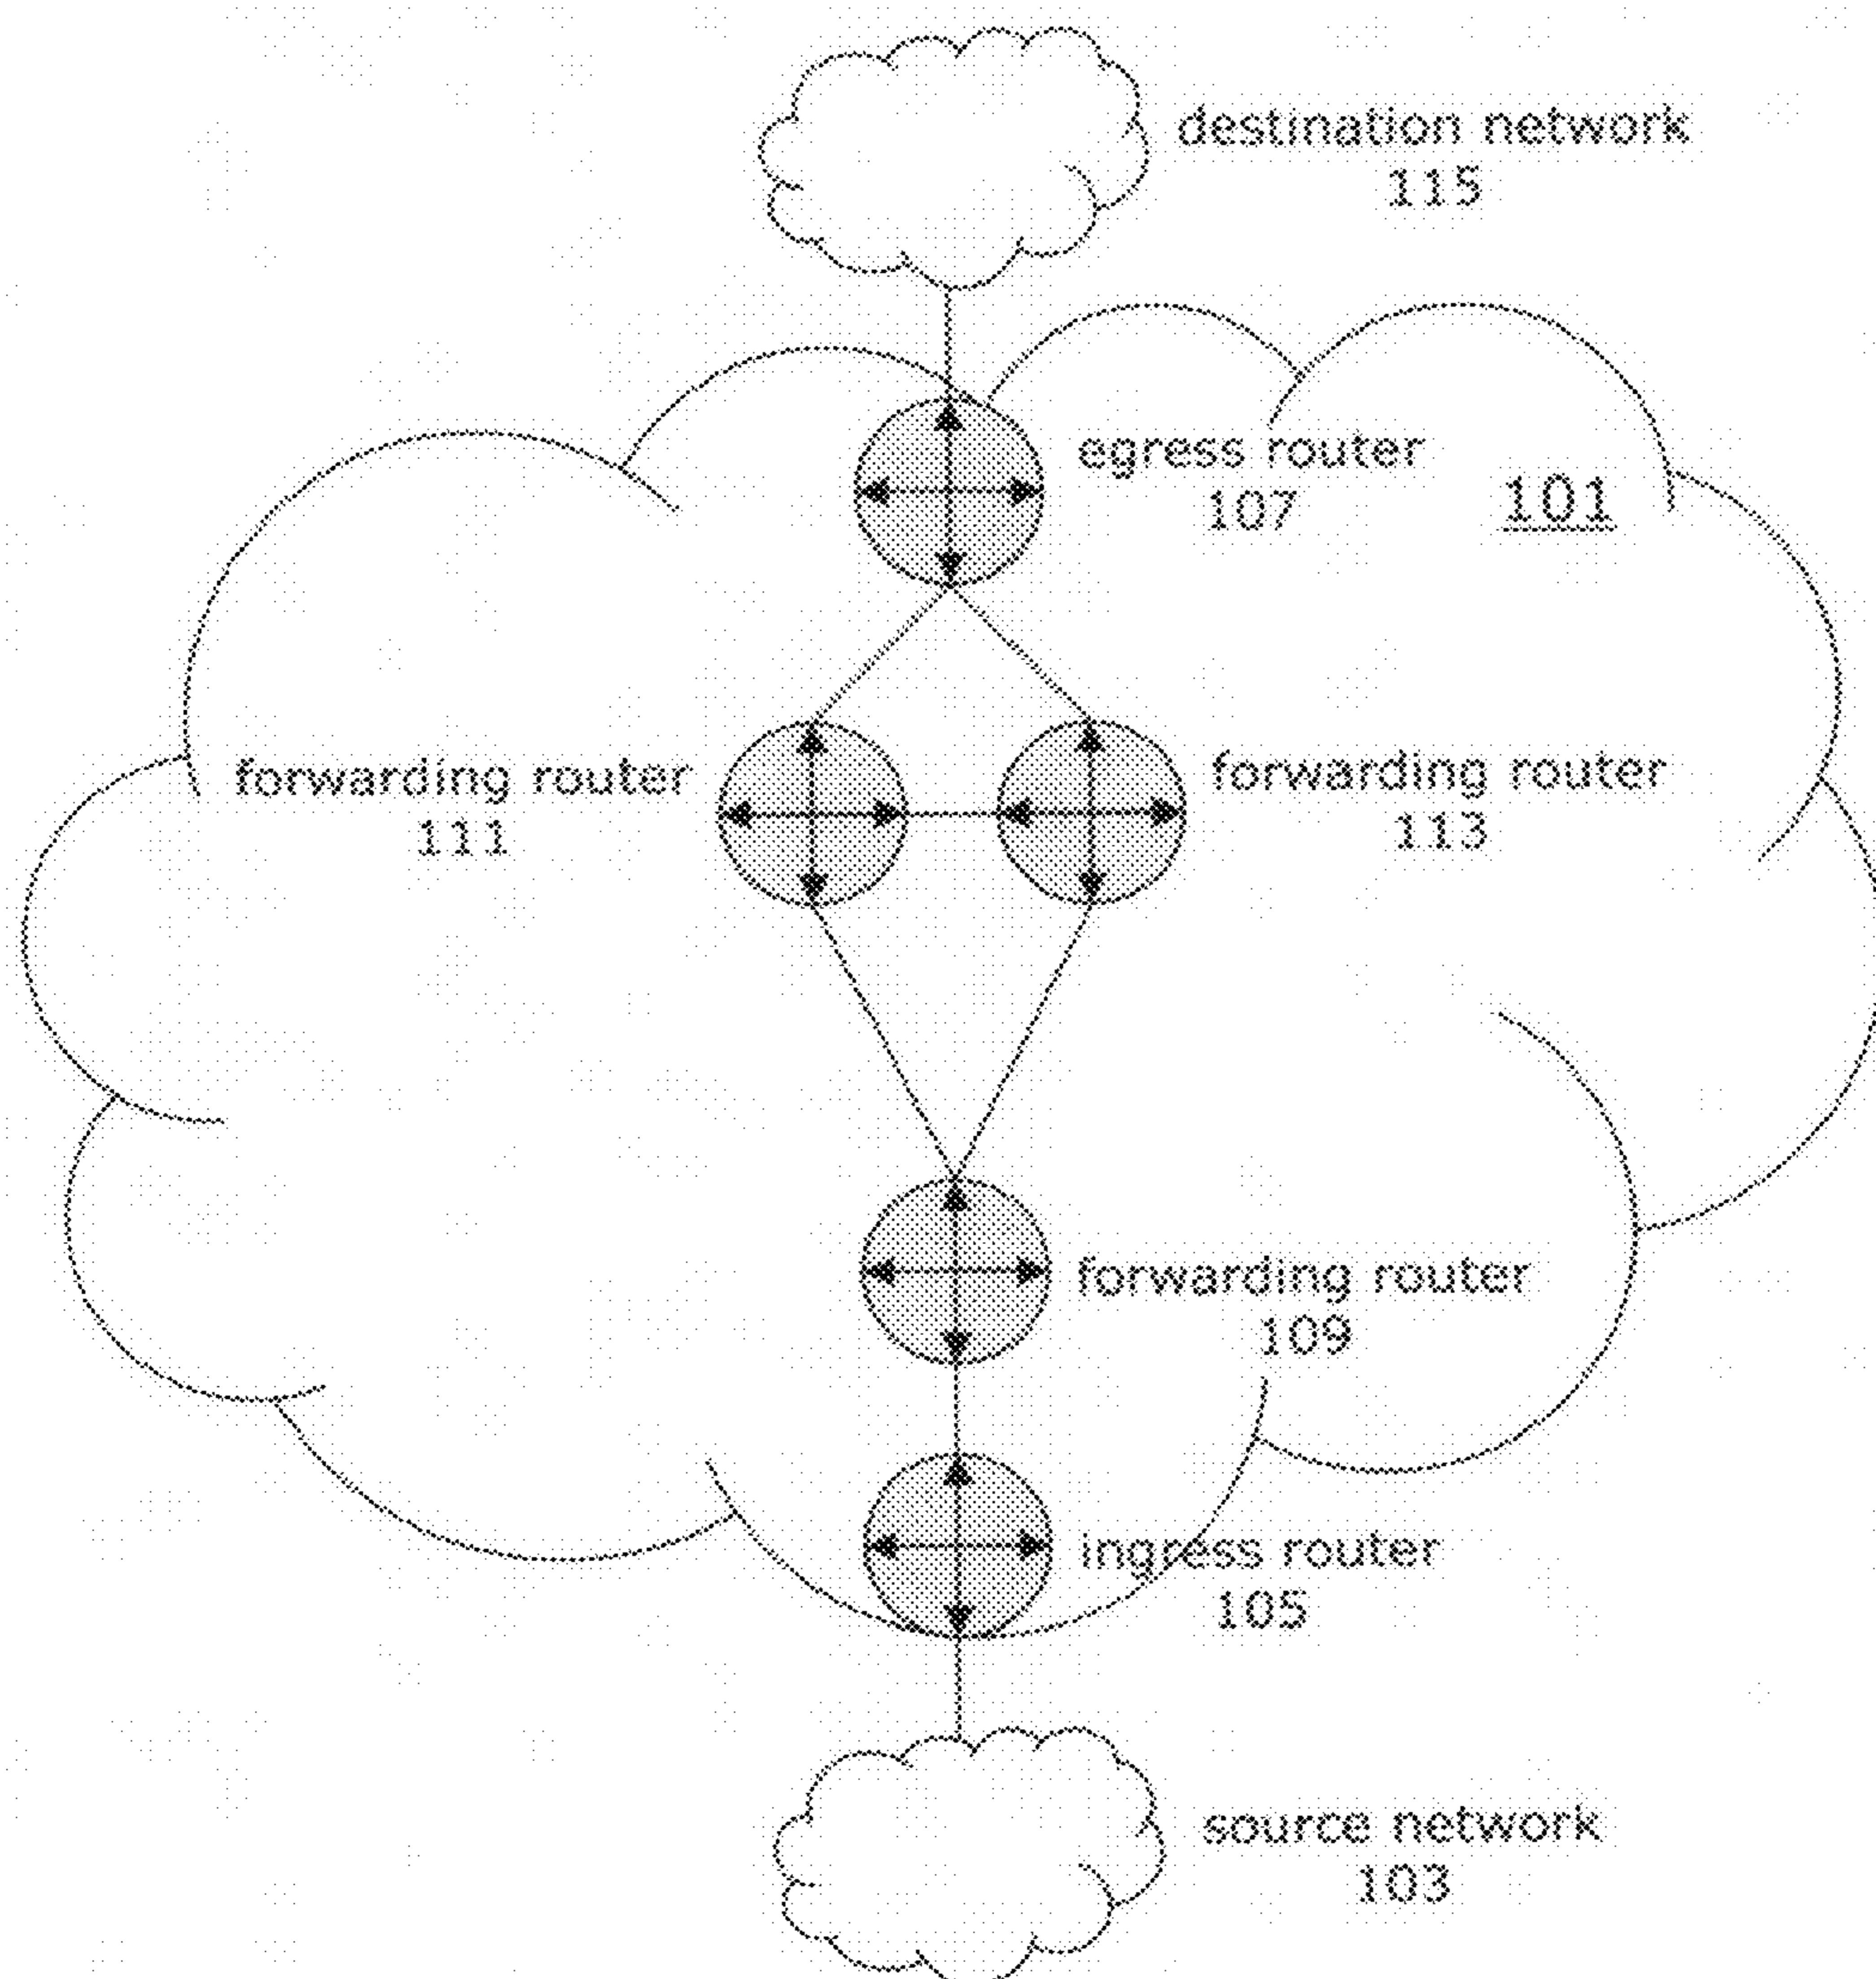 destination network
115
egress router
107
101
forwarding router
111
forwarding router
113
forwarding router
109
ingress router
105
source network
103